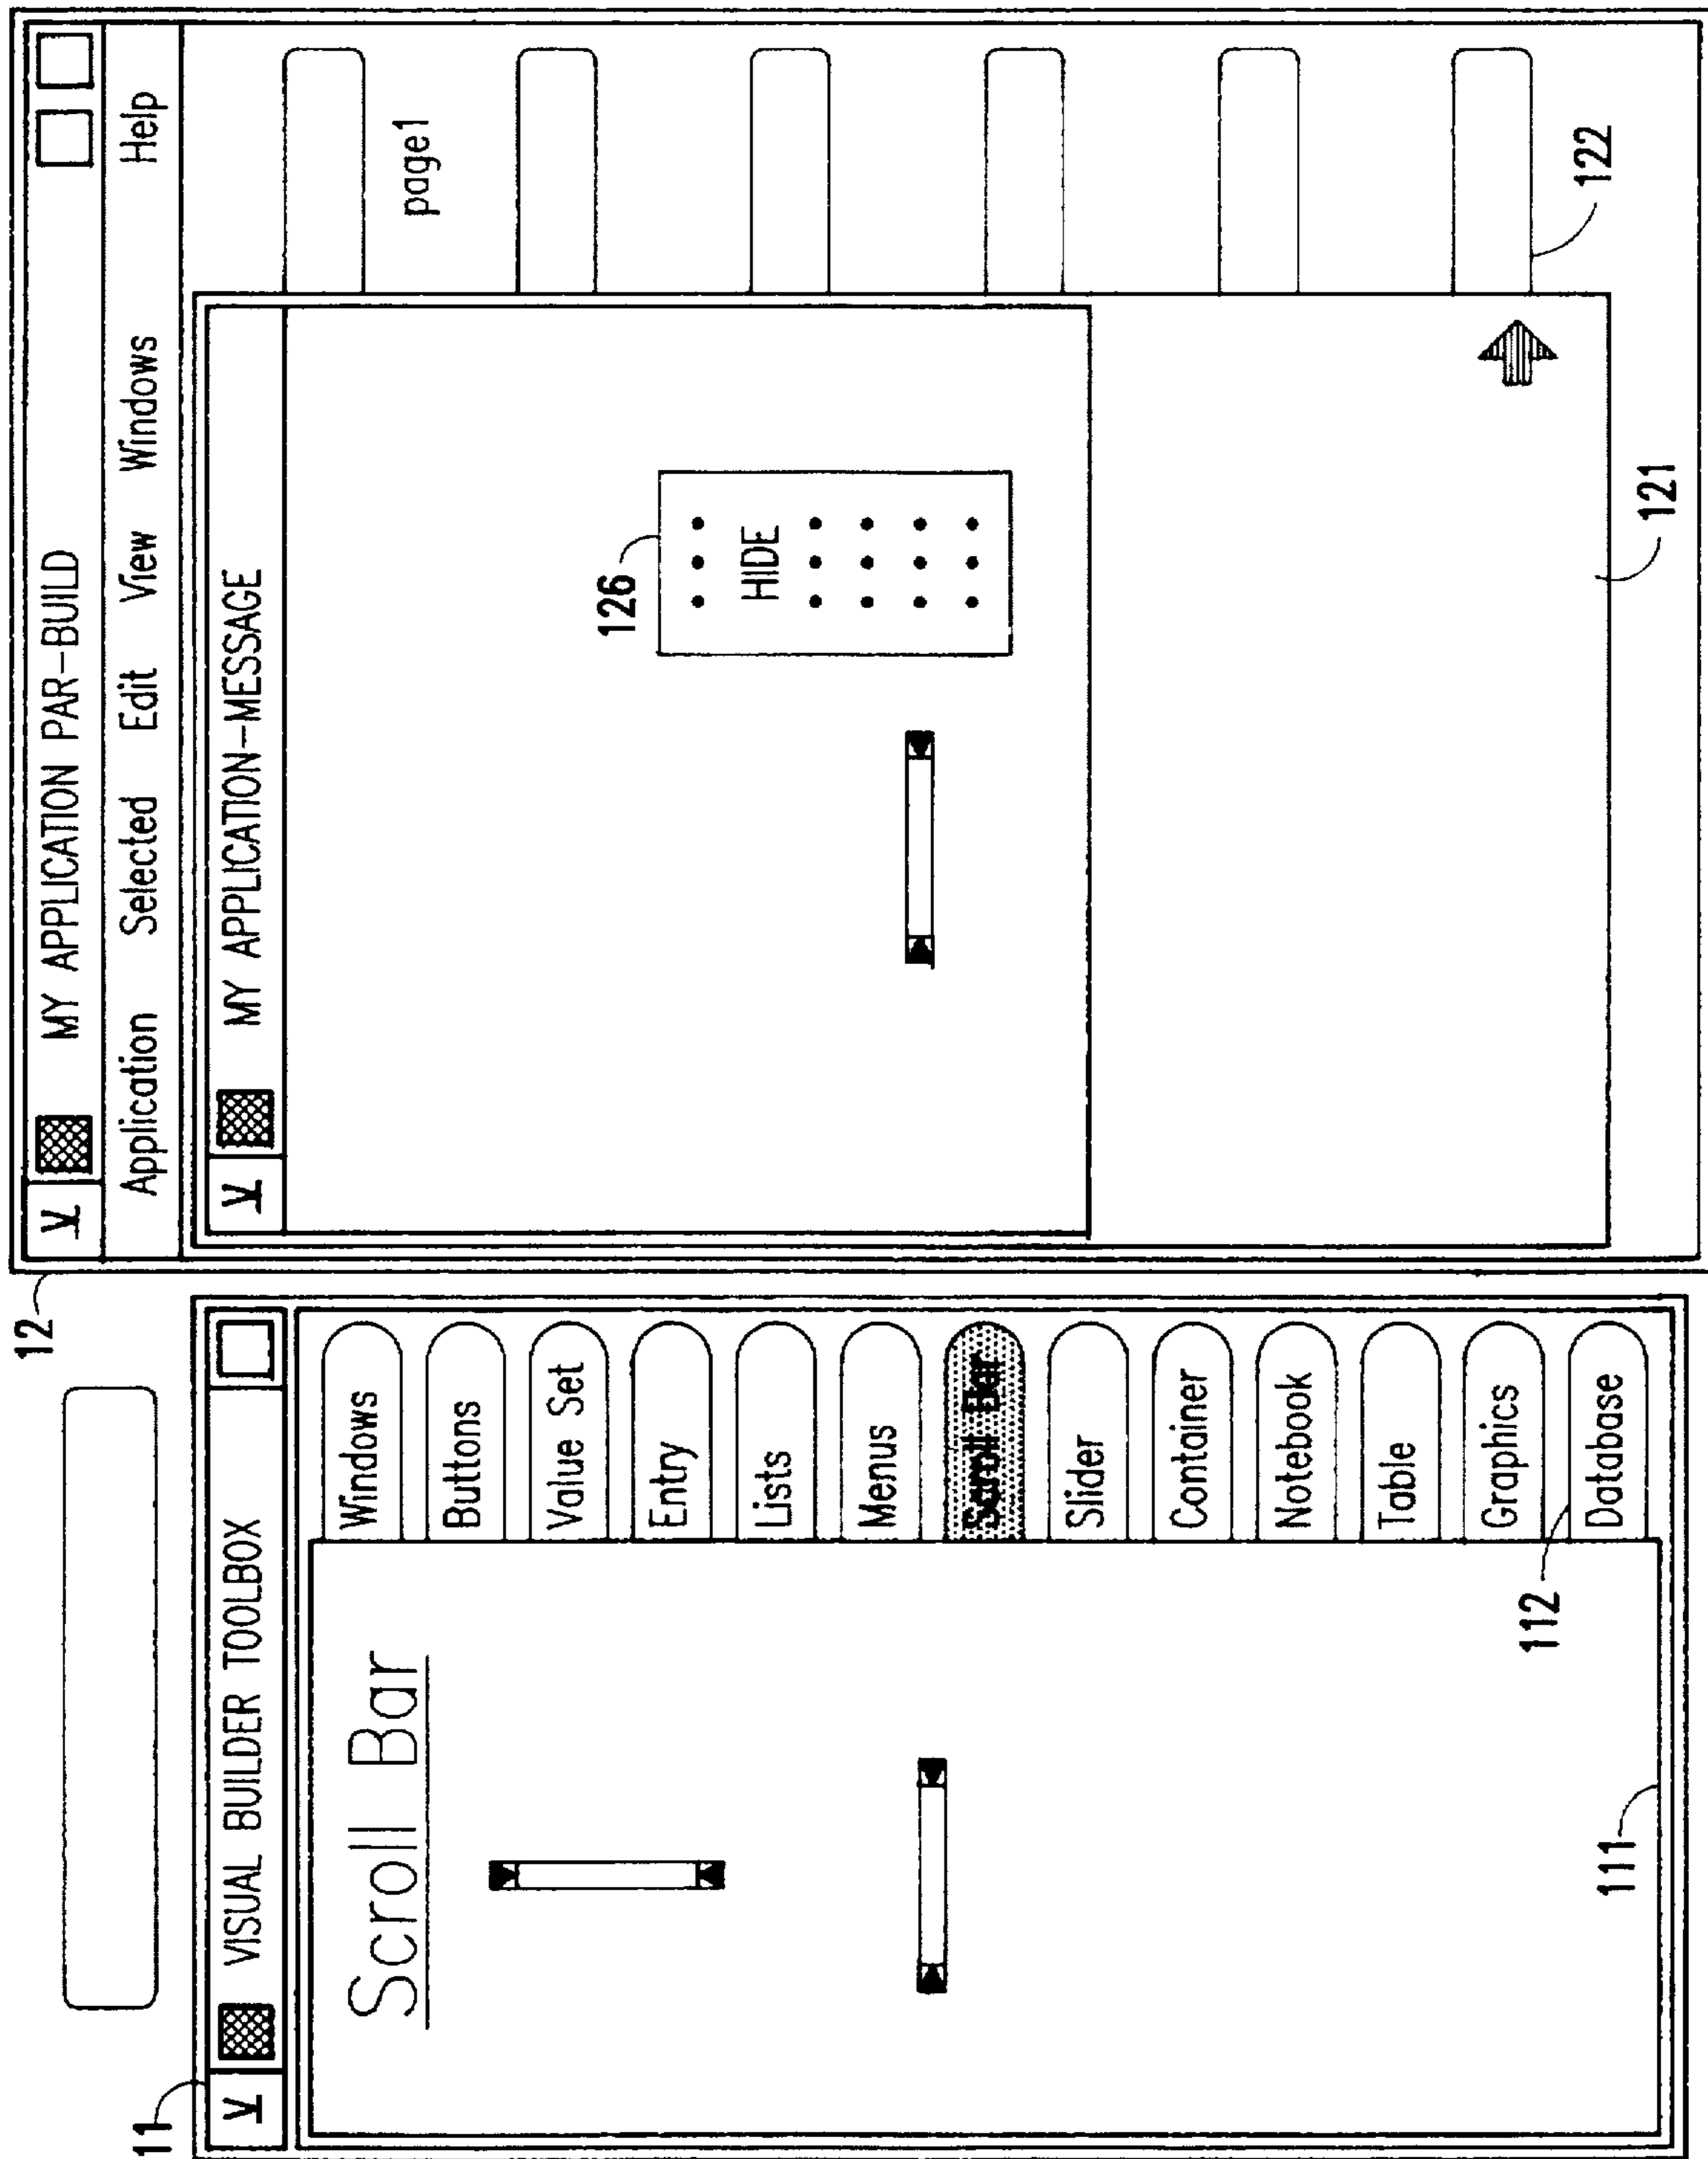 12
MY APPLICATION PAR-BUILD
Application Selected Edit View Windows Help
MY APPLICATION-MESSAGE
page1
126
HIDE
122
121
11
VISUAL BUILDER TOOLBOX
Scroll Bar
Windows
Buttons
Value Set
Entry
Lists
Menus
Scroll Bar
Slider
Container
Notebook
Table
Graphics
Database
112
111